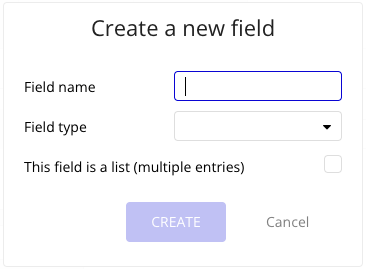 Create a new field
Field name
Field type
This field is a list (multiple entries)
CREATE Cancel